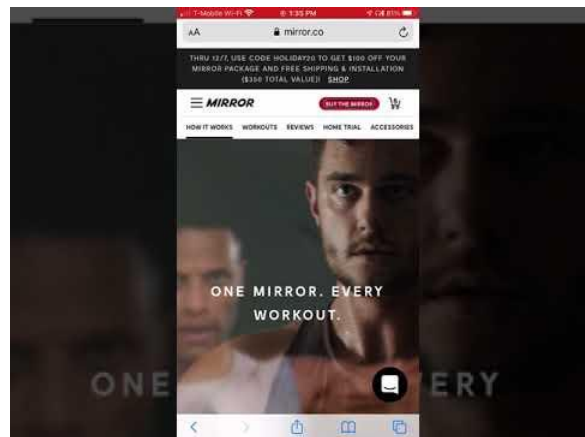 T-Mobile Wi-Fi 1:35 PM 81%
AA mirror.co
THRU 12/7, USE CODE HOLIDAY20 TO GET $100 OFF YOUR
MIRROR PACKAGE AND FREE SHIPPING & INSTALLATION
($350 TOTAL VALUE)! SHOP
MIRROR
BUY THE MIRROR
HOW IT WORKS WORKOUTS REVIEWS HOME TRIAL ACCESSORIES
ONE MIRROR. EVERY
WORKOUT.
ONE
ERY